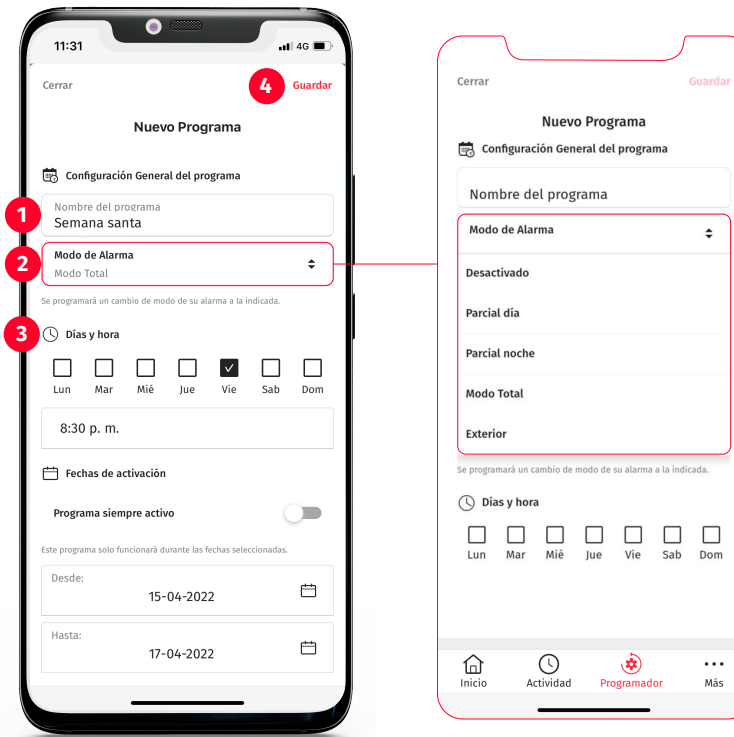 11:31
4G
Cerrar
4
Guardar
Nuevo Programa
Configuración General del programa
1
Nombre del programa
Semana santa
2
Modo de Alarma
Modo Total
Se programará un cambio de modo de su alarma a la indicada.
3
Días y hora
Lun Mar Mié Jue Vie Sab Dom
8:30 p. m.
Fechas de activación
Programa siempre activo
Este programa solo funcionará durante las fechas seleccionadas.
Desde:
15-04-2022
Hasta:
17-04-2022
Cerrar
Guardar
Nuevo Programa
Configuración General del programa
Nombre del programa
Modo de Alarma
Desactivado
Parcial día
Parcial noche
Modo Total
Exterior
Se programará un cambio de modo de su alarma a la indicada.
Días y hora
Lun Mar Mié Jue Vie Sab Dom
Inicio Actividad Programador Más